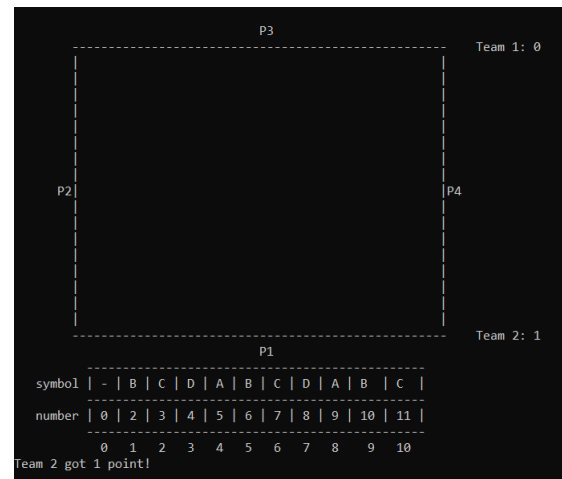 P3
Team 1: 0
P2 P4
Team 2: 1
P1
symbol | - | B | C | D | A | B | C | D | A | B | C |
number | 0 | 2 | 3 | 4 | 5 | 6 | 7 | 8 | 9 | 10 | 11 |
0 1 2 3 4 5 6 7 8 9 10
Team 2 got 1 point!